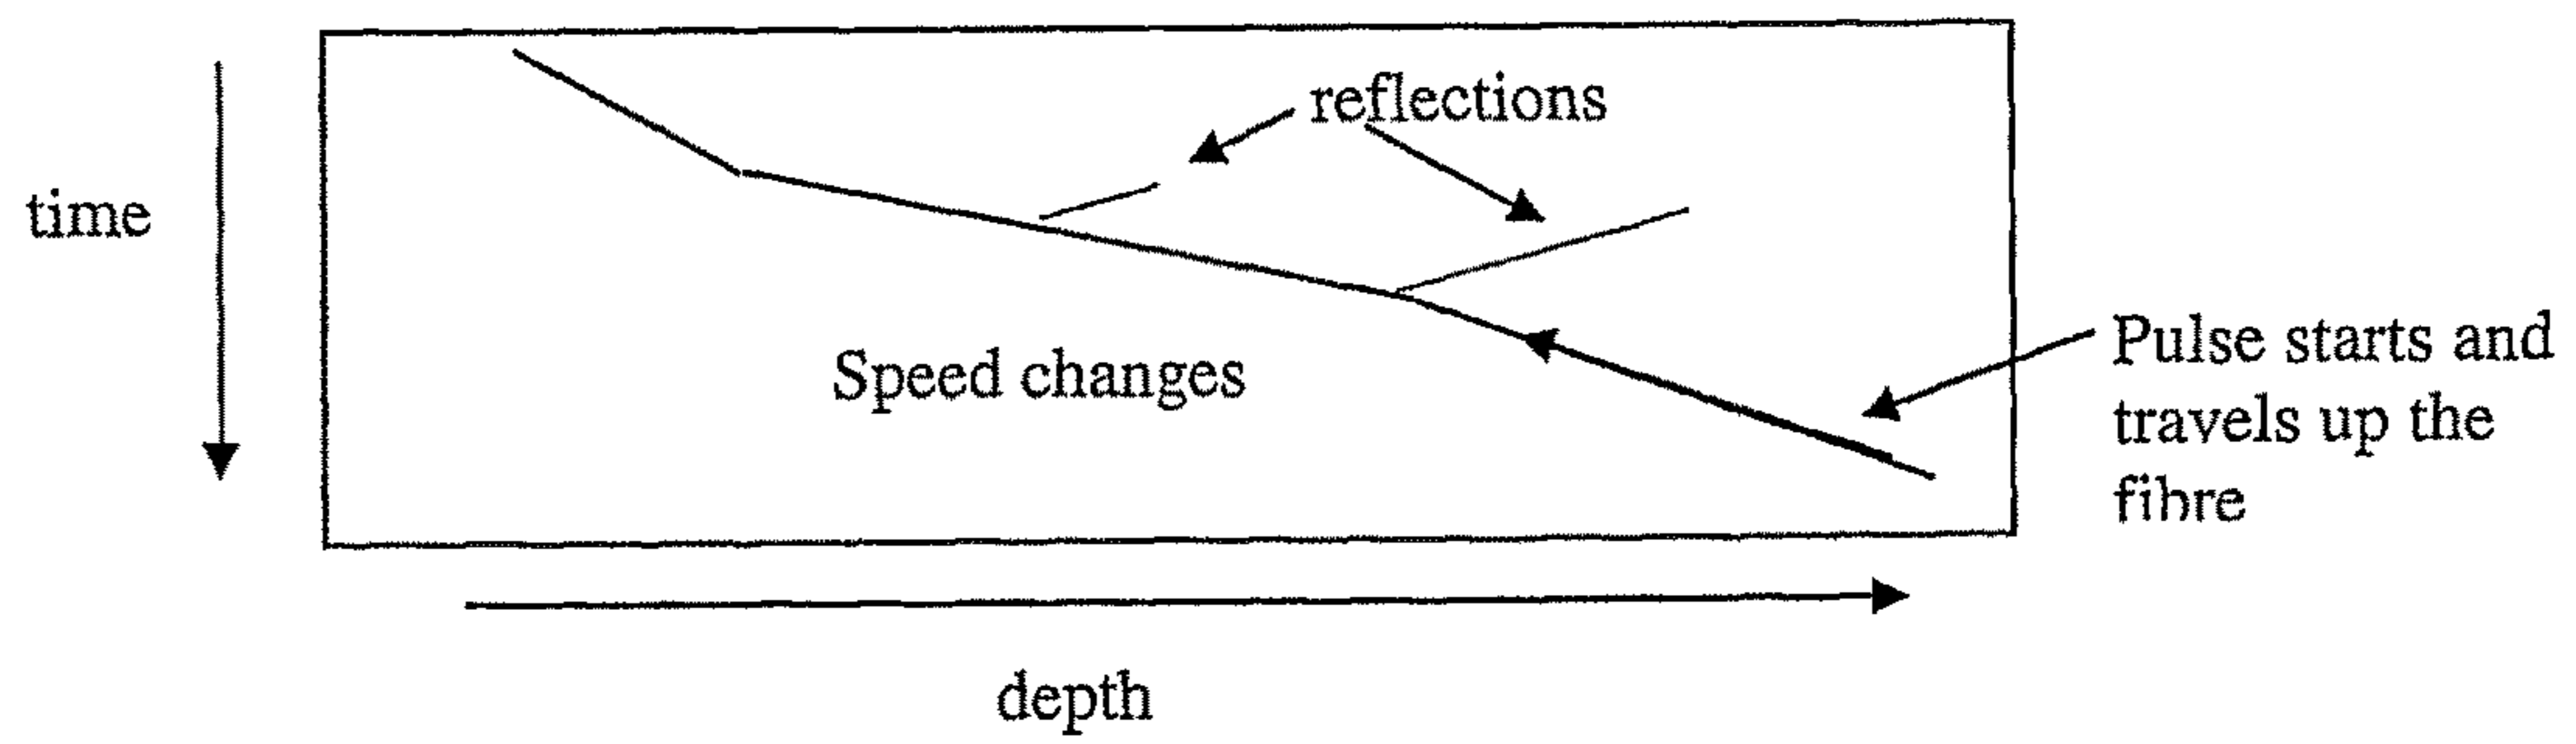 reflections
time
Speed changes
Pulse starts and
travels up the
fibre
depth